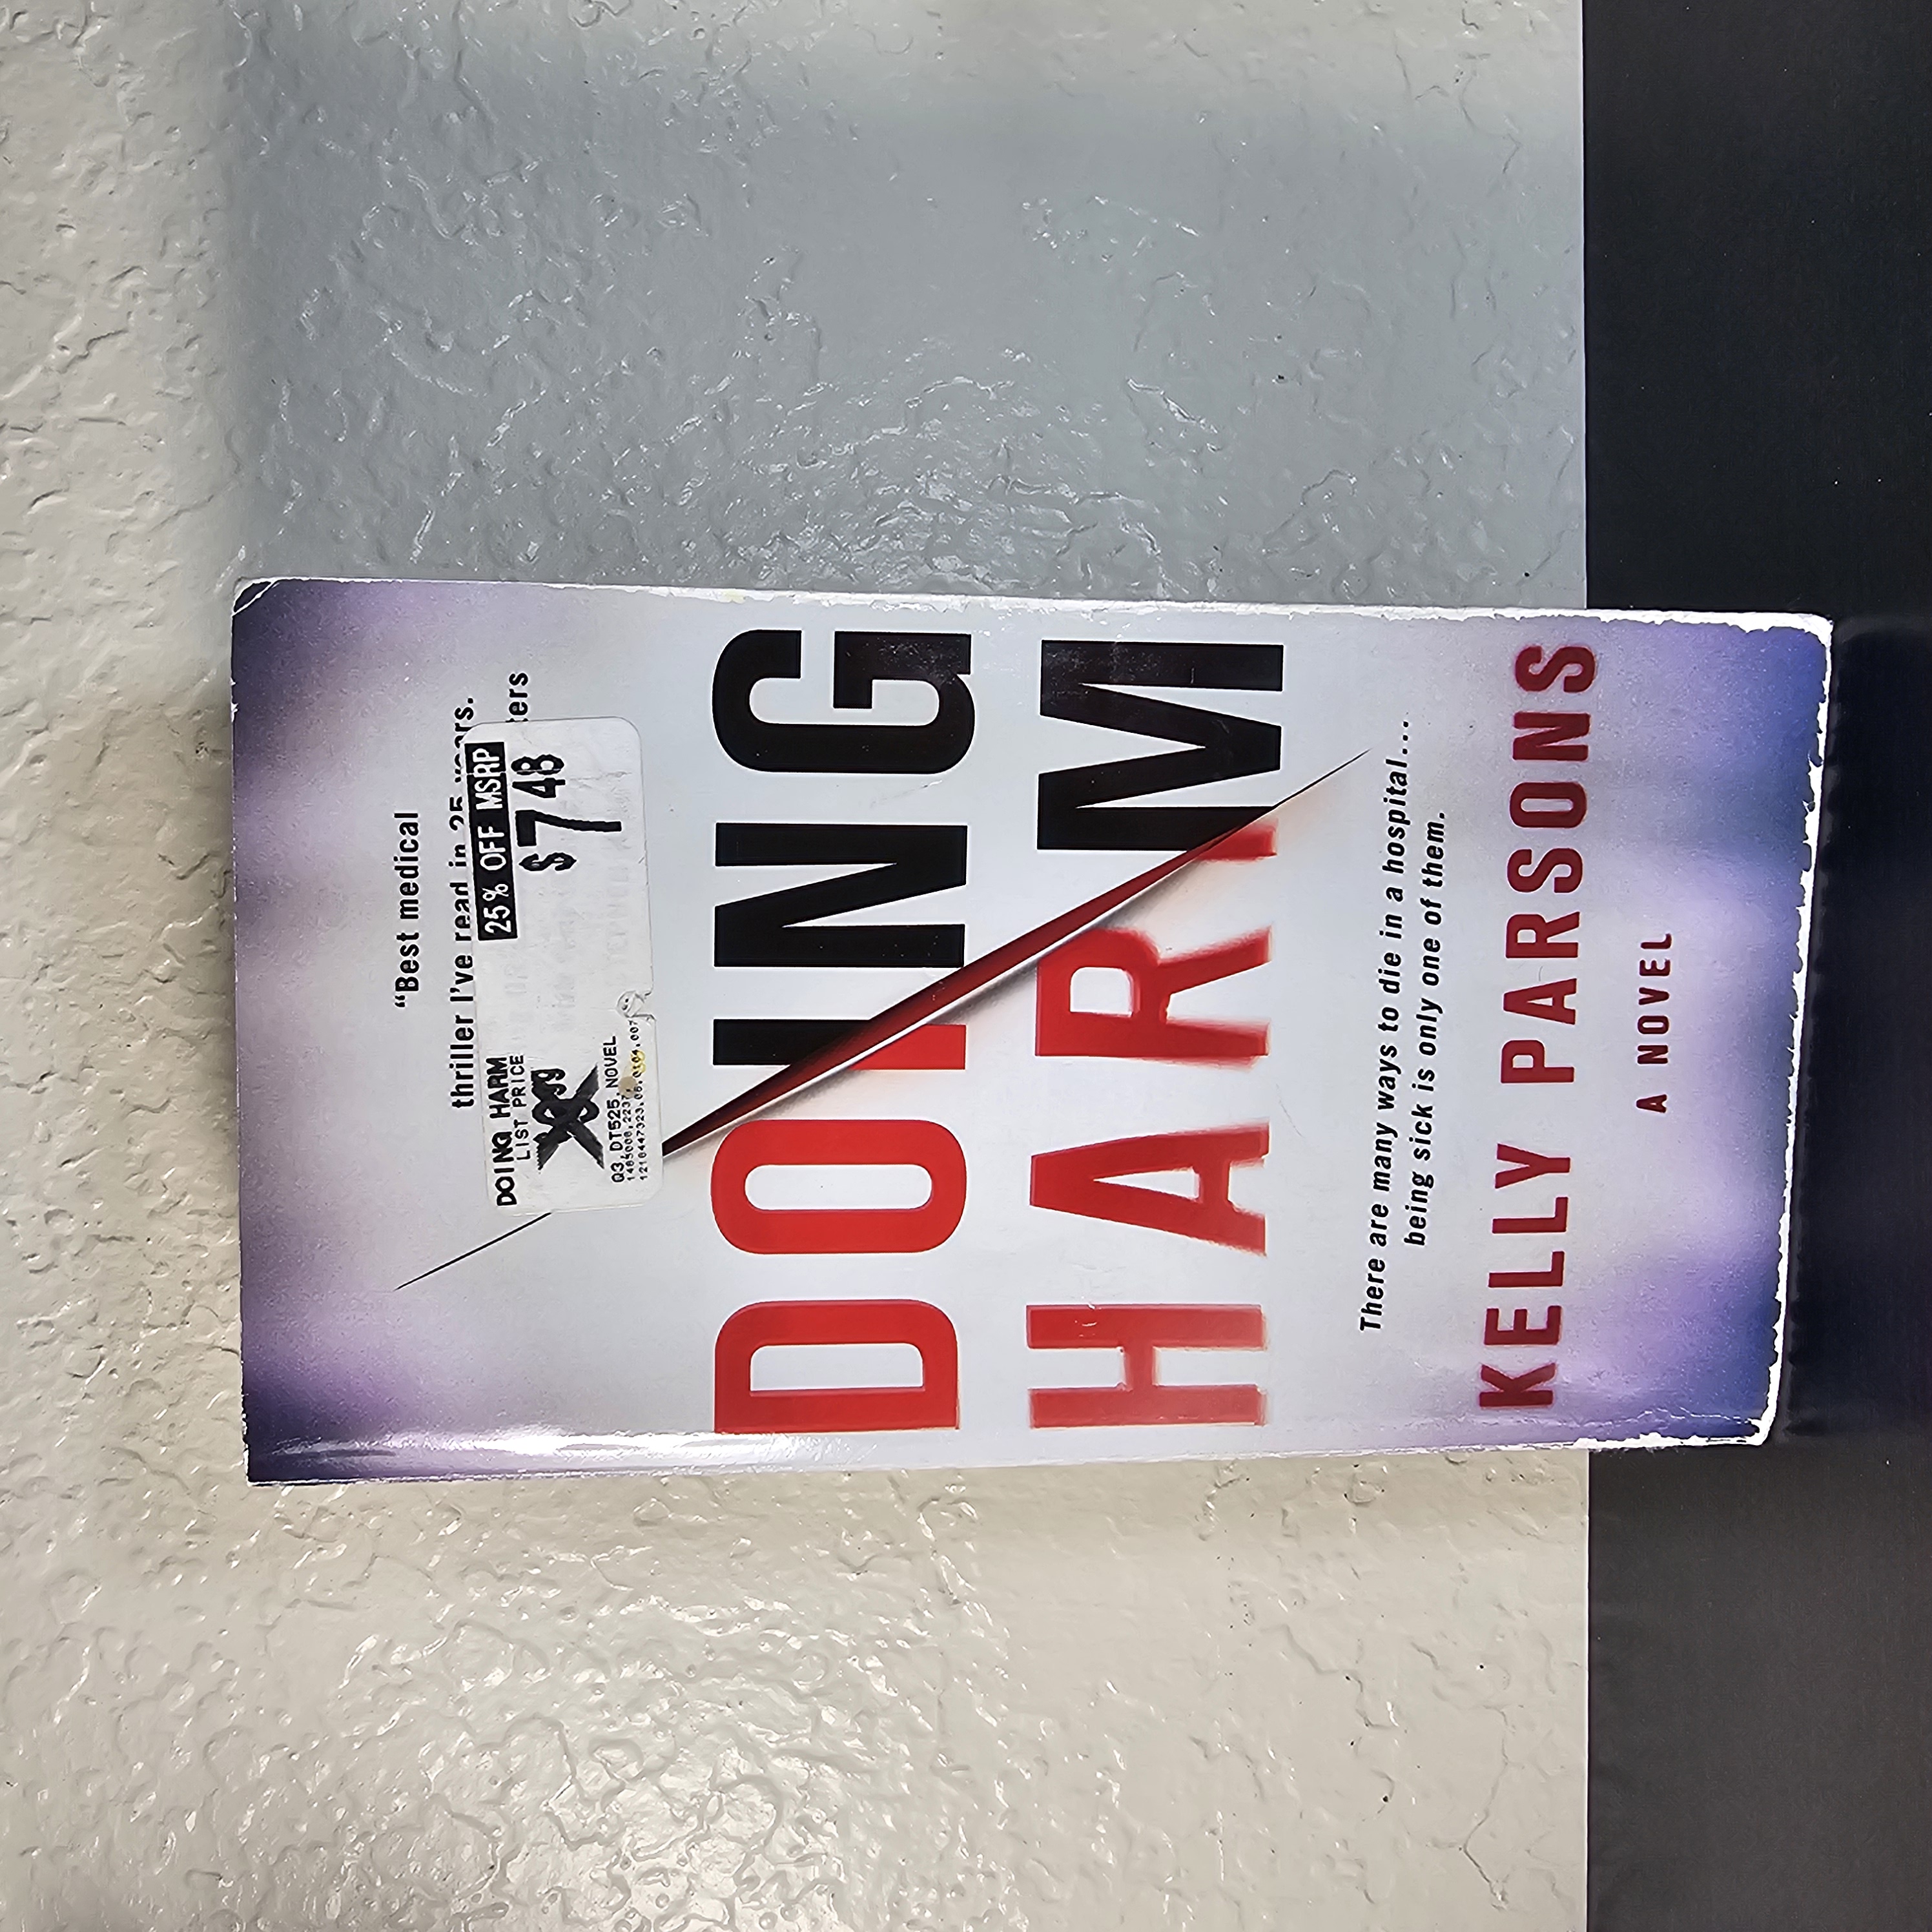 "Best medical
thriller I've read in 25 years.
ters
25% OFF MSRP
$748
DOING HARM
LIST PRICE
Q3 DT525 NOVEL
DOING
HARM
There are many ways to die in a hospital...
being sick is only one of them.
KELLY PARSONS
A NOVEL